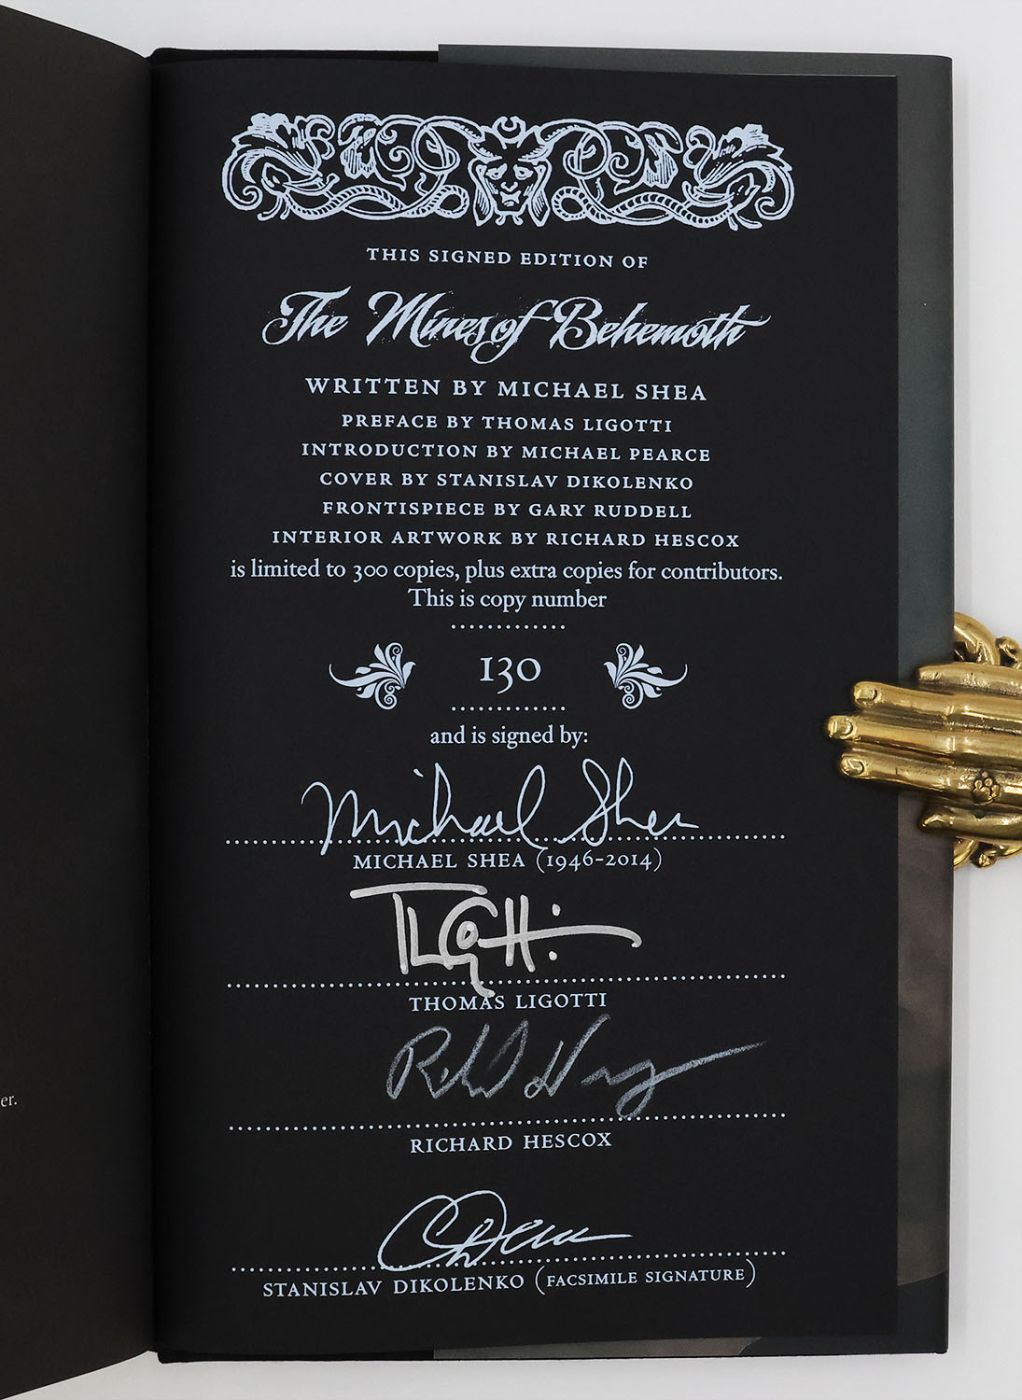 THIS SIGNED EDITION OF
The Mines of Behemoth
WRITTEN BY MICHAEL SHEA
PREFACE BY THOMAS LIGOTTI
INTRODUCTION BY MICHAEL PEARCE
COVER BY STANISLAV DIKOLENKO
FRONTISPIECE BY GARY RUDDELL
INTERIOR ARTWORK BY RICHARD HESCOX
is limited to 300 copies, plus extra copies for contributors.
This is copy number
130
and is signed by:
Michael Shea
MICHAEL SHEA (1946-2014)
THOMAS LIGOTTI
RICHARD HESCOX
STANISLAV DIKOLENKO (FACSIMILE SIGNATURE)
er.